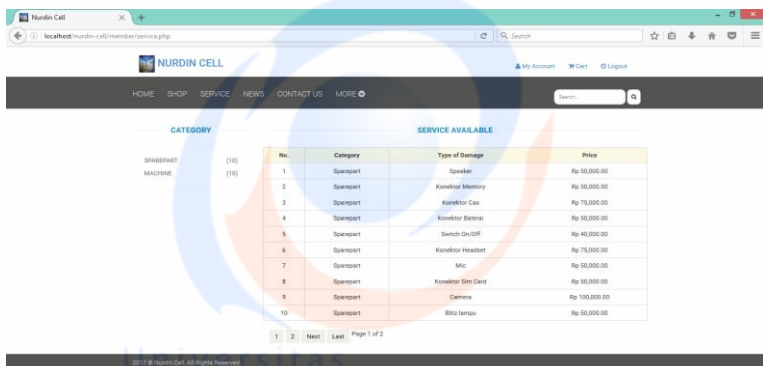 Nurdin Cell
localhost/nurdin-cell/member/service.php
Search
NURDIN CELL
My Account Cart Logout
HOME SHOP SERVICE NEWS CONTACT US MORE
Search...
CATEGORY
SPAREPART (10)
MACHINE (10)
SERVICE AVAILABLE
No. Category Type of Damage Price
1 Sparepart Speaker Rp 50,000.00
2 Sparepart Konektor Memory Rp 50,000.00
3 Sparepart Konektor Cas Rp 75,000.00
4 Sparepart Konektor Baterai Rp 50,000.00
5 Sparepart Switch On/Off Rp 40,000.00
6 Sparepart Konektor Headset Rp 75,000.00
7 Sparepart Mic Rp 50,000.00
8 Sparepart Konektor Sim Card Rp 50,000.00
9 Sparepart Camera Rp 100,000.00
10 Sparepart Blitz lampu Rp 50,000.00
1 2 Next Last Page 1 of 2
Universitas
2017 © Nurdin Cell. All Rights Reserved